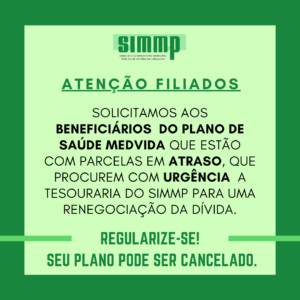 SIMMP
ATENÇÃO FILIADOS
SOLICITAMOS AOS
BENEFICIÁRIOS DO PLANO DE
SAÚDE MEDVIDA QUE ESTÃO
COM PARCELAS EM ATRASO, QUE
PROCUREM COM URGÊNCIA A
TESOURARIA DO SIMMP PARA UMA
RENEGOCIAÇÃO DA DÍVIDA.
REGULARIZE-SE!
SEU PLANO PODE SER CANCELADO.